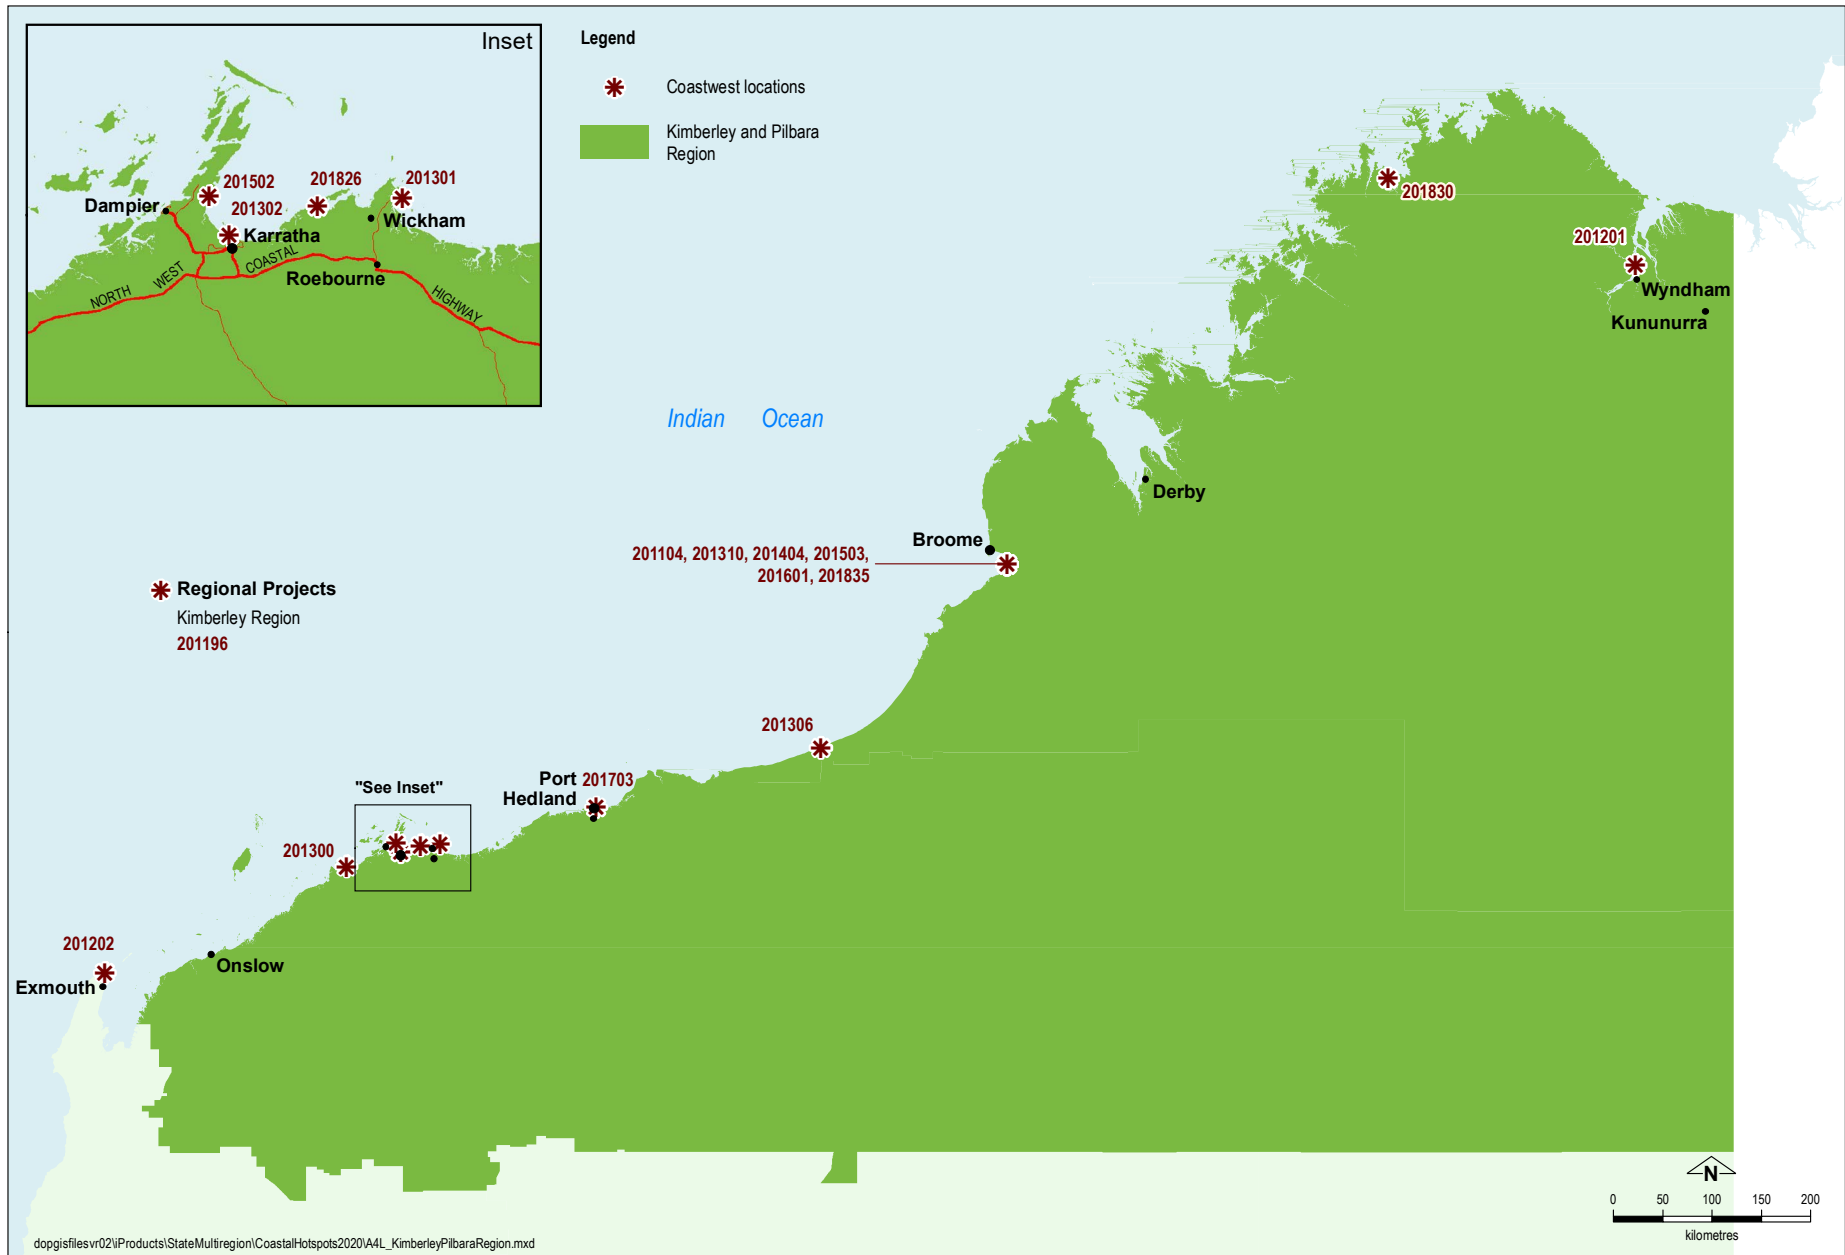 Inset
201502
201826
201301
Dampier
201302
Wickham
Karratha
COASTAL
WEST
Roebourne
NORTH
HIGHWAY
Legend
Coastwest locations
Kimberley and Pilbara
Region
201830
201201
Wyndham
Kununurra
Indian Ocean
Derby
Broome
201104, 201310, 201404, 201503,
201601, 201835
Regional Projects
Kimberley Region
201196
201306
Port
Hedland
201703
"See Inset"
201300
201202
Onslow
Exmouth
N
0 50 100 150 200
kilometres
dopgisfilesvr02\iProducts\StateMultiregion\CoastalHotspots2020\A4L_KimberleyPilbaraRegion.mxd